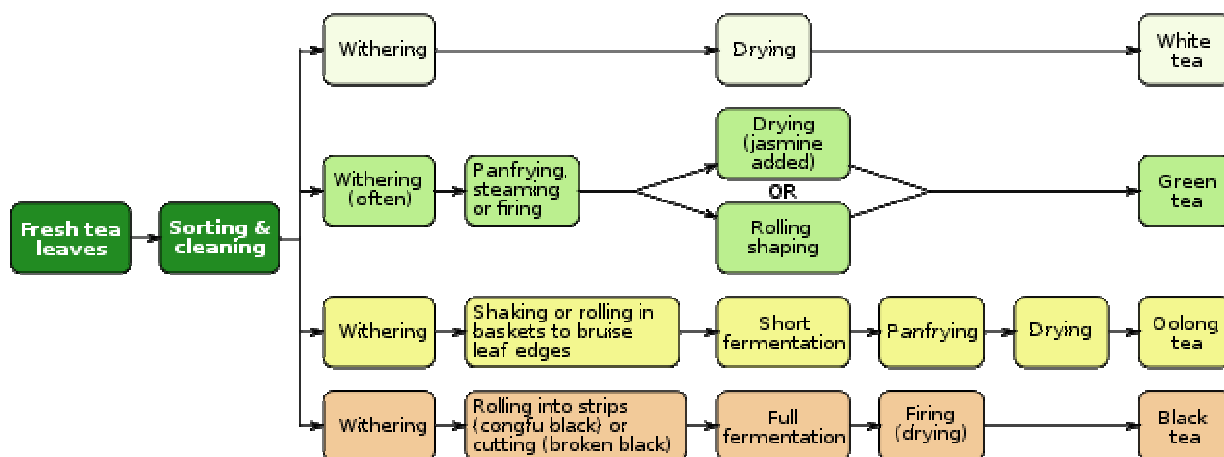 Fresh tea
leaves
Sorting &
cleaning
Withering
Drying
White
tea
Withering
(often)
Panfrying,
steaming
or firing
Drying
(jasmine
added)
OR
Rolling
shaping
Green
tea
Withering
Shaking or rolling in
baskets to bruise
leaf edges
Short
fermentation
Panfrying
Drying
Oolong
tea
Withering
Rolling into strips
(congfu black) or
cutting (broken black)
Full
fermentation
Firing
(drying)
Black
tea